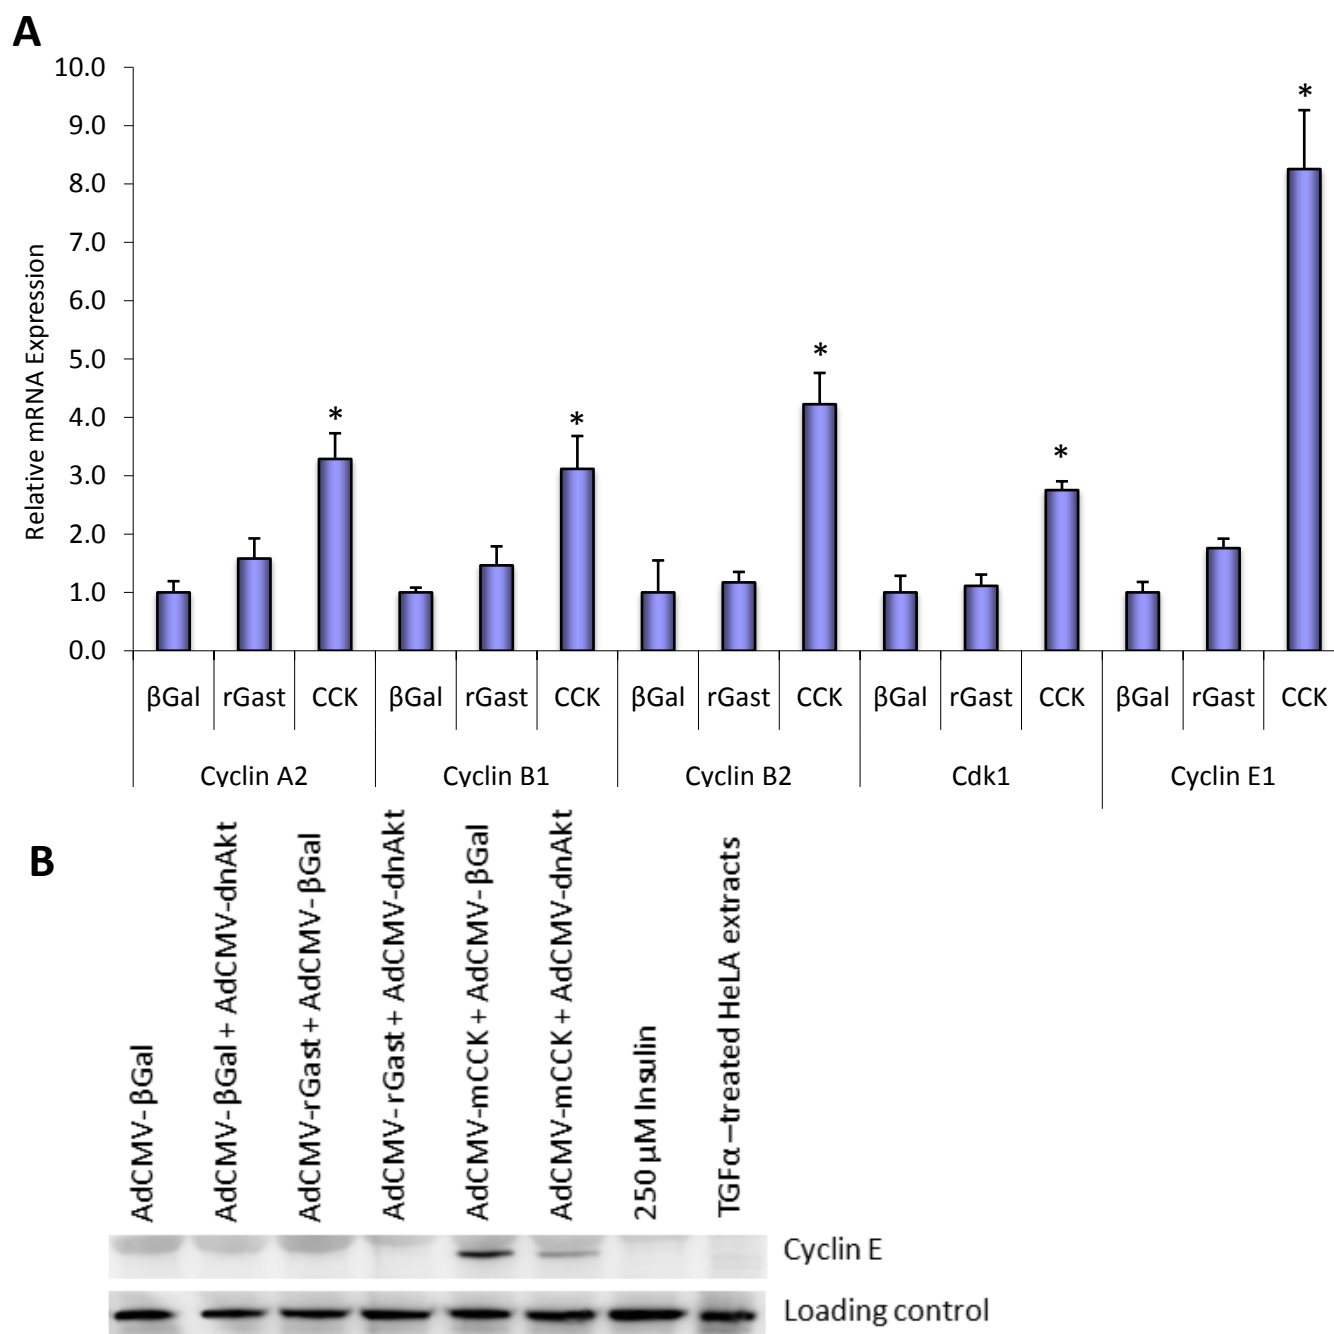 A
10.0
9.0
8.0
7.0
6.0
5.0
4.0
3.0
2.0
1.0
0.0
Relative mRNA Expression
* * * * *
βGal rGast CCK βGal rGast CCK βGal rGast CCK βGal rGast CCK βGal rGast CCK
Cyclin A2 Cyclin B1 Cyclin B2 Cdk1 Cyclin E1
B
AdCMV-βGal
AdCMV-βGal + AdCMV-dnAkt
AdCMV-rGast + AdCMV-βGal
AdCMV-rGast + AdCMV-dnAkt
AdCMV-mCCK + AdCMV-βGal
AdCMV-mCCK + AdCMV-dnAkt
250 µM Insulin
TGFα–treated HeLA extracts
Cyclin E
Loading control